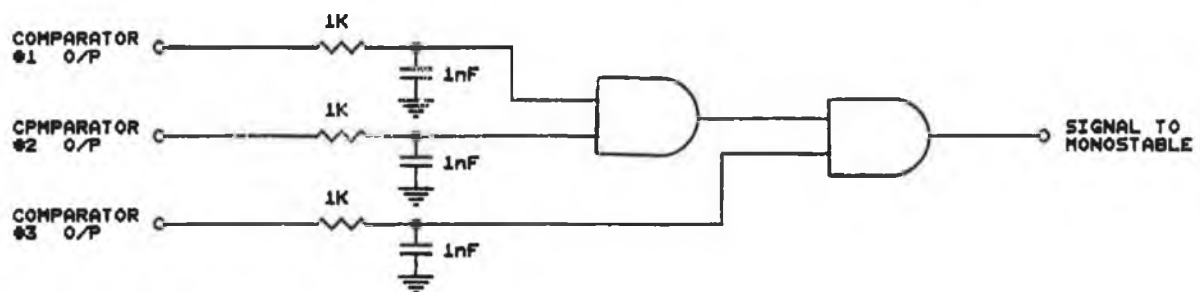 1K
COMPARATOR
#1 O/P
1nF
1K
CPMPARATOR
#2 O/P
1nF
SIGNAL TO
MONOSTABLE
1K
COMPARATOR
#3 O/P
1nF